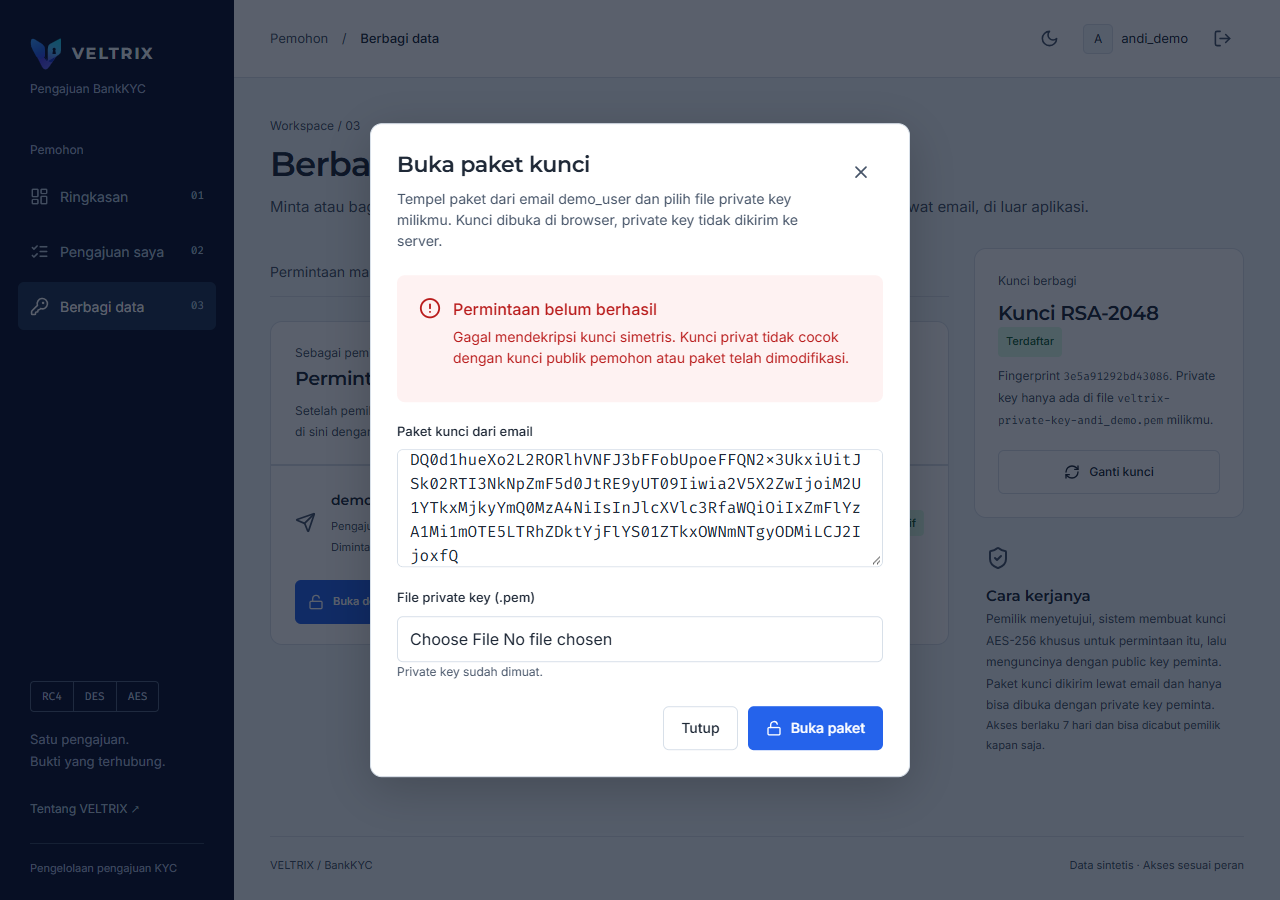 VELTRIX
Pengajuan BankKYC
Pemohon
Ringkasan 01
Pengajuan saya 02
Berbagi data 03
RC4 DES AES
Satu pengajuan.
Bukti yang terhubung.
Tentang VELTRIX ↗
Pengelolaan pengajuan KYC
Pemohon / Berbagi data
A andi_demo
Workspace / 03
Berba
Minta atau bag
wat email, di luar aplikasi.
Permintaan ma
Sebagai pem
Permint
Setelah pemil
di sini dengan
demo
Pengaju
Diminta
if
Buka d
Buka paket kunci
Tempel paket dari email demo_user dan pilih file private key
milikmu. Kunci dibuka di browser, private key tidak dikirim ke
server.
Permintaan belum berhasil
Gagal mendekripsi kunci simetris. Kunci privat tidak cocok
dengan kunci publik pemohon atau paket telah dimodifikasi.
Paket kunci dari email
DQ0d1hueXo2L2RORlhVNFJ3bFFobUpoeFFQN2x3UkxiUitJ
Sk02RTI3NkNpZmF5d0JtRE9yUT09Iiwia2V5X2ZwIjoiM2U
1YTkxMjkyYmQ0MzA4NiIsInJlcXVlc3RfaWQiOiIxZmFlYz
A1Mi1mOTE5LTRhZDktYjFlYS01ZTkxOWNmNTgyODMiLCJ2I
joxfQ
File private key (.pem)
Choose File No file chosen
Private key sudah dimuat.
Tutup
Buka paket
Kunci berbagi
Kunci RSA-2048
Terdaftar
Fingerprint 3e5a91292bd43086. Private
key hanya ada di file veltrix-
private-key-andi_demo.pem milikmu.
Ganti kunci
Cara kerjanya
Pemilik menyetujui, sistem membuat kunci
AES-256 khusus untuk permintaan itu, lalu
menguncinya dengan public key peminta.
Paket kunci dikirim lewat email dan hanya
bisa dibuka dengan private key peminta.
Akses berlaku 7 hari dan bisa dicabut pemilik
kapan saja.
VELTRIX / BankKYC
Data sintetis · Akses sesuai peran